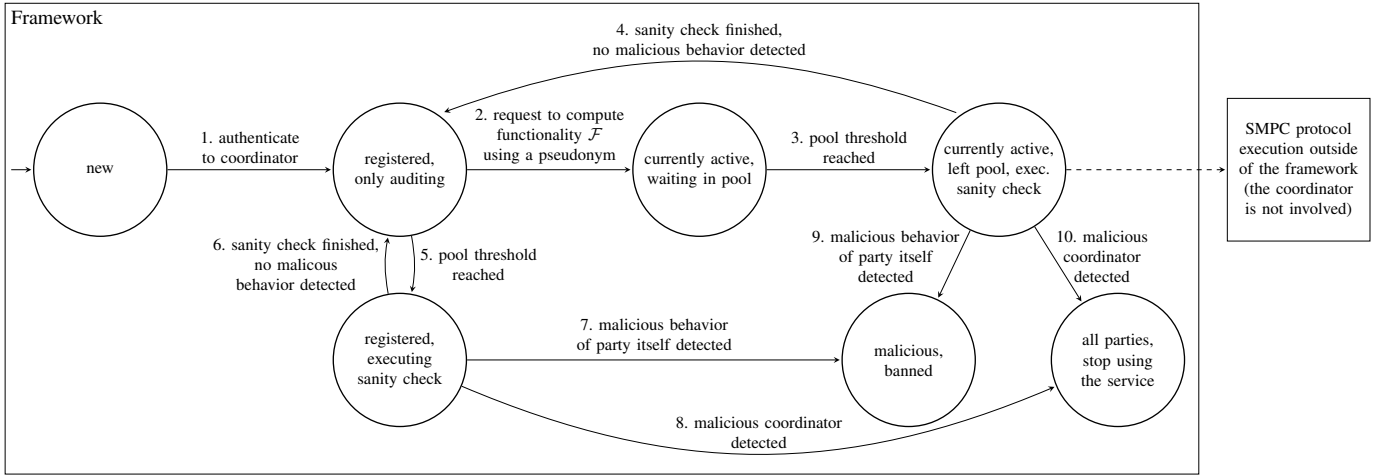 Framework
4. sanity check finished,
no malicious behavior detected
new
1. authenticate
to coordinator
registered,
only auditing
2. request to compute
functionality ℱ
using a pseudonym
currently active,
waiting in pool
3. pool threshold
reached
currently active,
left pool, exec.
sanity check
SMPC protocol
execution outside
of the framework
(the coordinator
is not involved)
6. sanity check finished,
no malicous
behavior detected
5. pool threshold
reached
9. malicious behavior
of party itself
detected
10. malicious
coordinator
detected
registered,
executing
sanity check
7. malicious behavior
of party itself detected
malicious,
banned
all parties,
stop using
the service
8. malicious coordinator
detected